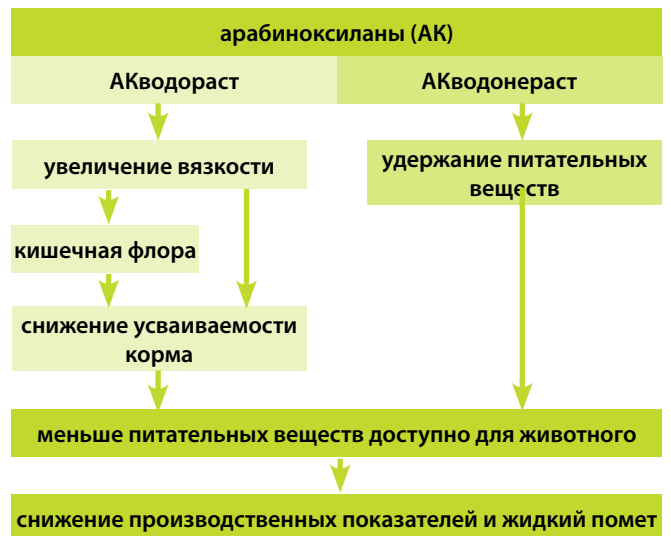 арабиноксиланы (АК)
АКводораст
АКводонераст
увеличение вязкости
удержание питательных
веществ
кишечная флора
снижение усваиваемости
корма
меньше питательных веществ доступно для животного
снижение производственных показателей и жидкий помет